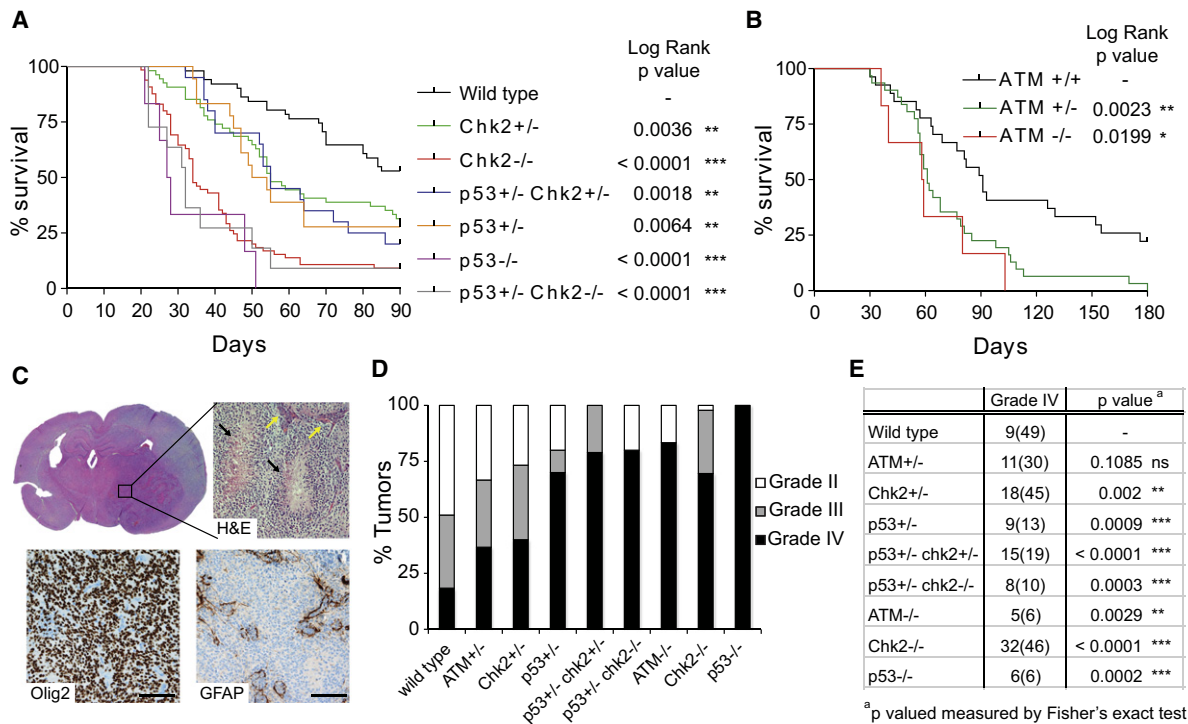 A
Log Rank
p value
100
75
50
25
0
% survival
0 10 20 30 40 50 60 70 80 90
Days
Wild type -
Chk2+/- 0.0036 **
Chk2-/- < 0.0001 ***
p53+/- Chk2+/- 0.0018 **
p53+/- 0.0064 **
p53-/- < 0.0001 ***
p53+/- Chk2-/- < 0.0001 ***
B
Log Rank
p value
100
75
50
25
0
% survival
0 30 60 90 120 150 180
Days
ATM +/+ -
ATM +/- 0.0023 **
ATM -/- 0.0199 *
C
H&E
Olig2
GFAP
D
100
75
50
25
0
% Tumors
Grade II
Grade III
Grade IV
wild type
ATM+/-
Chk2+/-
p53+/-
p53+/- chk2+/-
p53+/- chk2-/-
ATM-/-
Chk2-/-
p53-/-
E
Grade IV p value a
Wild type 9(49) -
ATM+/- 11(30) 0.1085 ns
Chk2+/- 18(45) 0.002 **
p53+/- 9(13) 0.0009 ***
p53+/- chk2+/- 15(19) < 0.0001 ***
p53+/- chk2-/- 8(10) 0.0003 ***
ATM-/- 5(6) 0.0029 **
Chk2-/- 32(46) < 0.0001 ***
p53-/- 6(6) 0.0002 ***
a p valued measured by Fisher's exact test